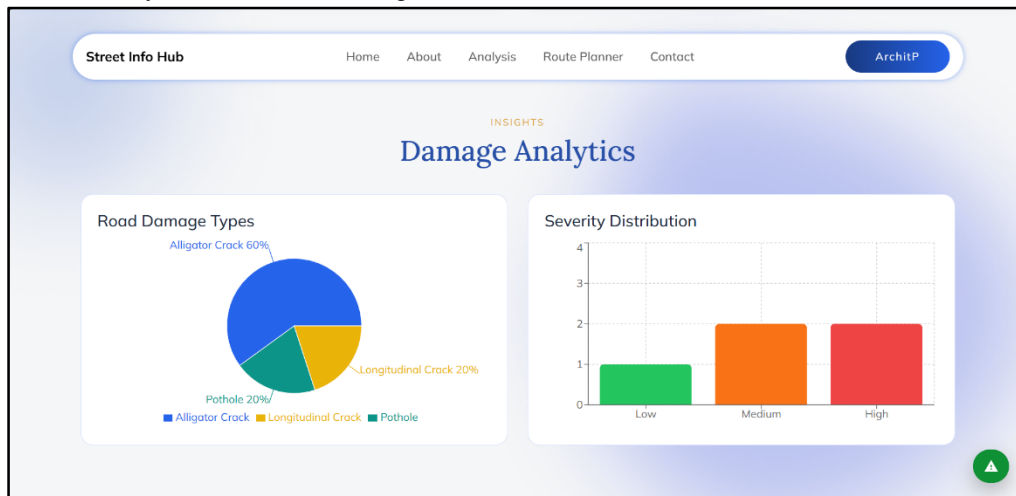 Street Info Hub
Home About Analysis Route Planner Contact
ArchitP
INSIGHTS
Damage Analytics
Road Damage Types
Alligator Crack 60%
Longitudinal Crack 20%
Pothole 20%
Alligator Crack Longitudinal Crack Pothole
Severity Distribution
4
3
2
1
0
Low Medium High